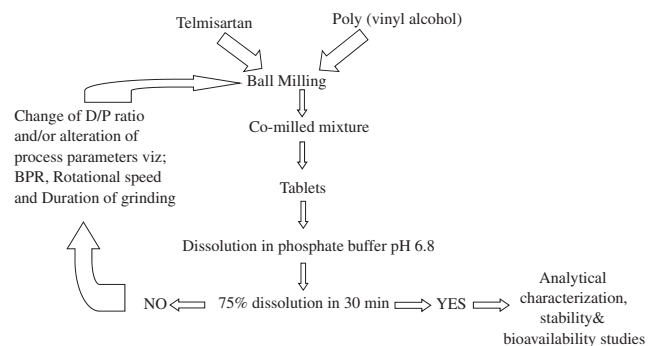 Telmisartan
Poly (vinyl alcohol)
Ball Milling
Change of D/P ratio
and/or alteration of
process parameters viz;
BPR, Rotational speed
and Duration of grinding
Co-milled mixture
Tablets
Dissolution in phosphate buffer pH 6.8
NO
75% dissolution in 30 min
YES
Analytical
characterization,
stability&
bioavailability studies